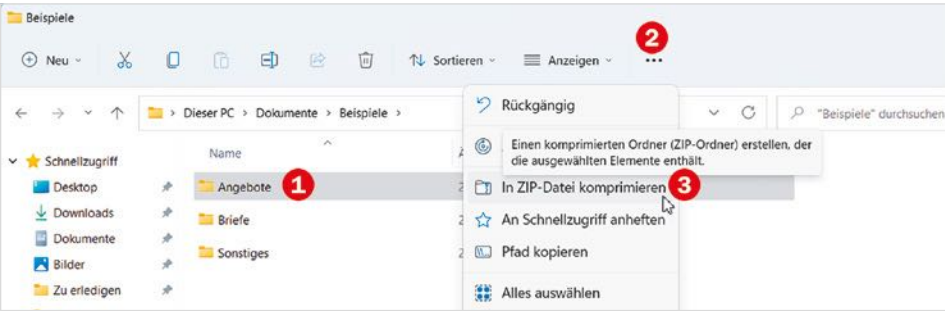 Beispiele
2
Neu
Sortieren
Anzeigen
Rückgängig
Dieser PC > Dokumente > Beispiele >
"Beispiele" durchsuchen
Einen komprimierten Ordner (ZIP-Ordner) erstellen, der
die ausgewählten Elemente enthält.
Name
Schnellzugriff
Desktop
Downloads
Dokumente
Bilder
Zu erledigen
Angebote 1
Briefe
Sonstiges
In ZIP-Datei komprimieren 3
An Schnellzugriff anheften
Pfad kopieren
Alles auswählen